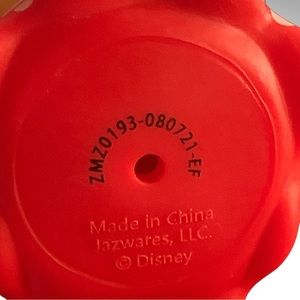 ZMZ0193-080721-EF
Made in China
Jazwares, LLC.
© Disney